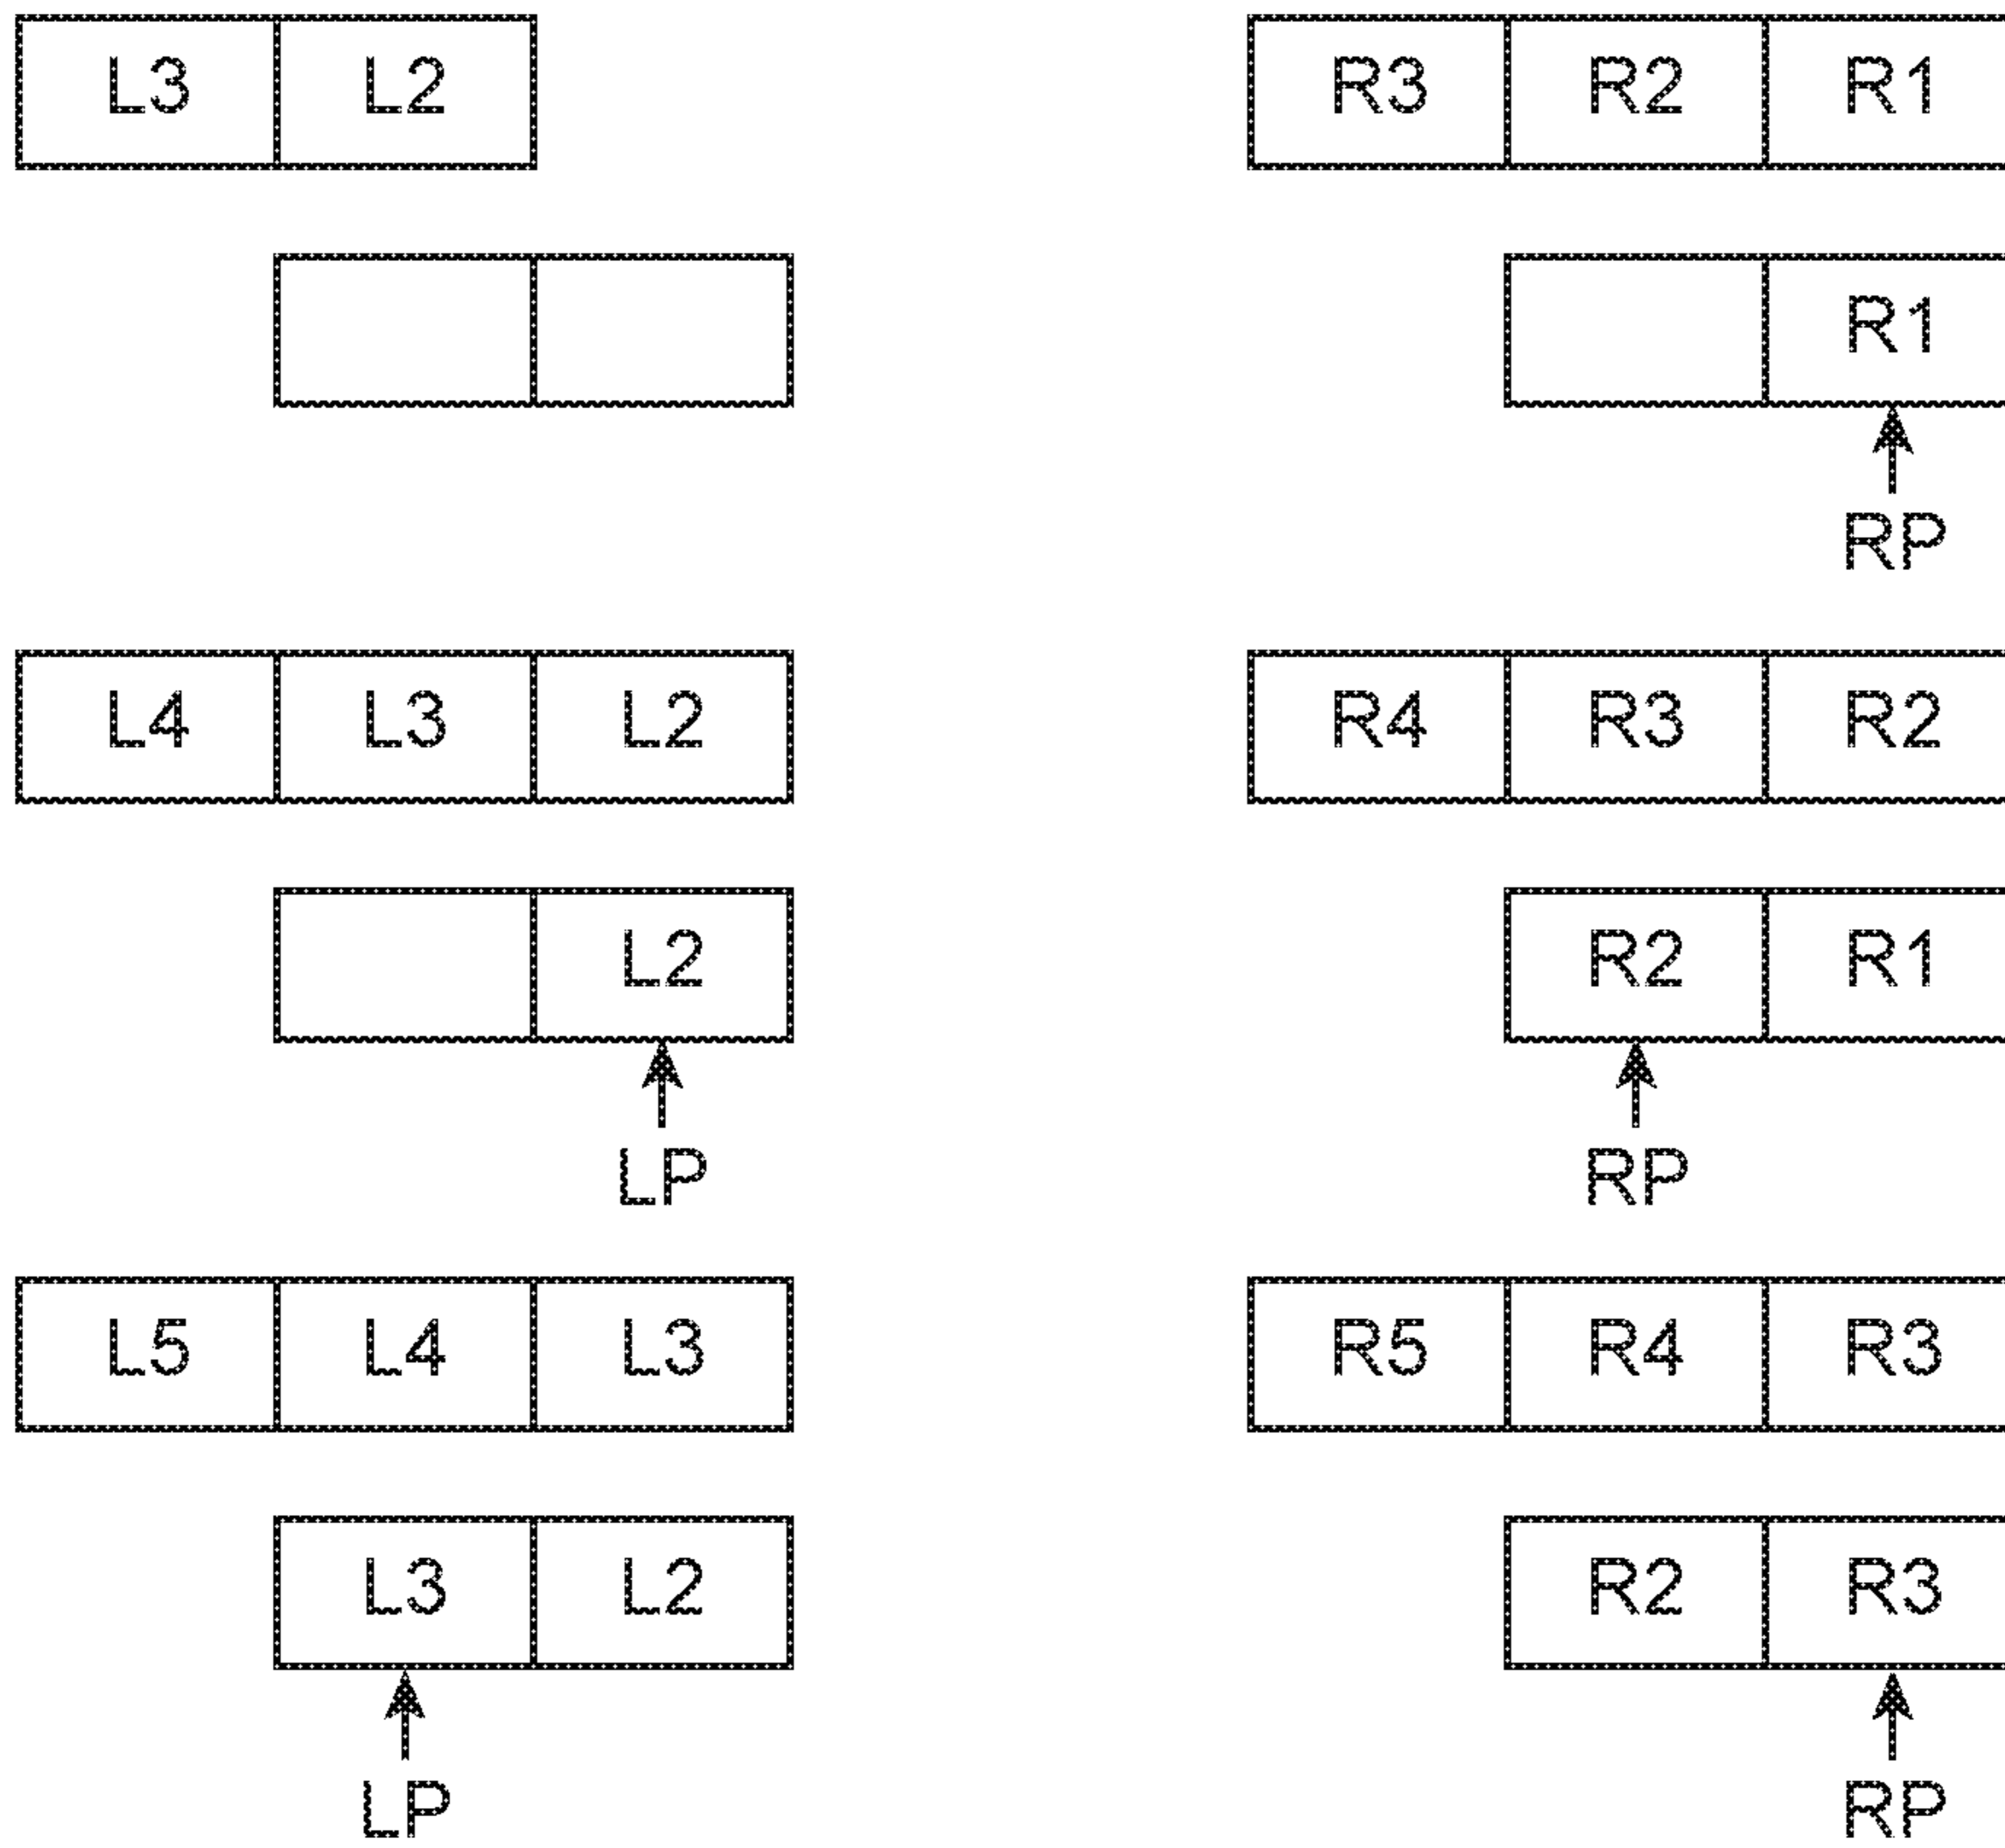 L3 L2 R3 R2 R1
R1
RP
L4 L3 L2 R4 R3 R2
L2 R2 R1
LP RP
L5 L4 L3 R5 R4 R3
L3 L2 R2 R3
LP RP